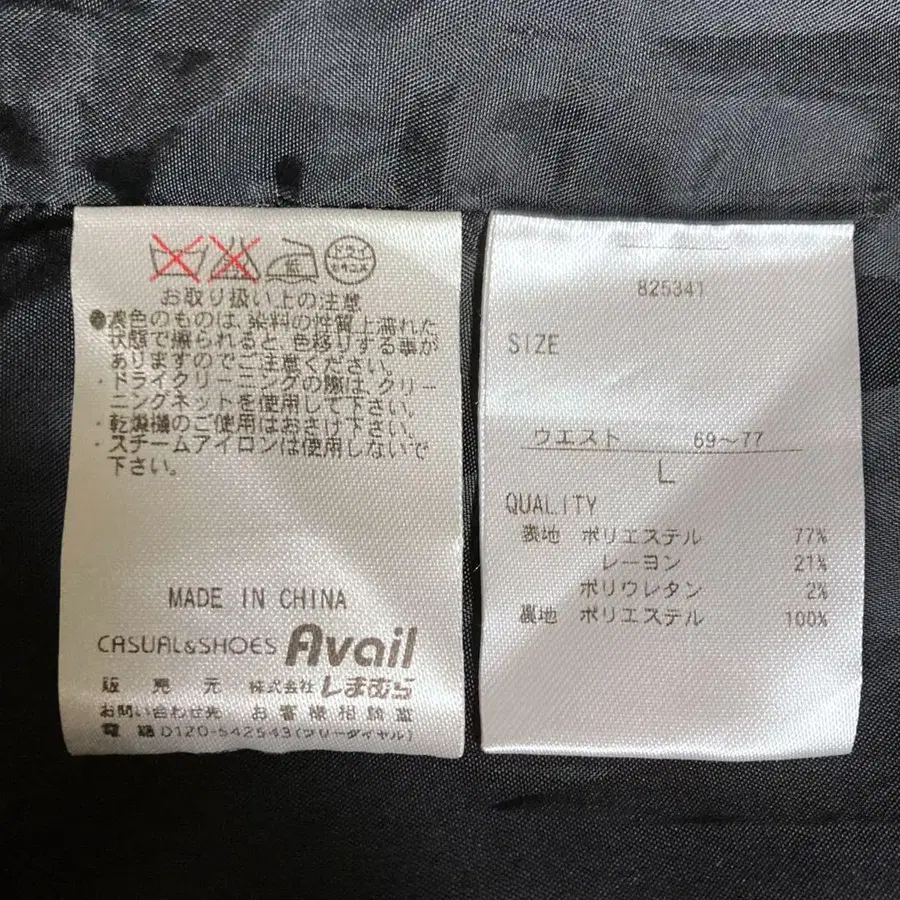 低
ドライ
セキユ系
お取り扱い上の注意
●濃色のものは、染料の性質上濡れた
状態で擦られると、色移りする事が
ありますのでご注意ください。
・ドライクリーニングの際は、クリー
ニングネットを使用して下さい。
・乾燥機のご使用はおさけ下さい。
・スチームアイロンは使用しないで
下さい。
MADE IN CHINA
CASUAL&SHOES Avail
販売元 株式会社しまむら
お問い合わせ先 お客様相談室
電話 0120-542543(フリーダイヤル)
825341
SIZE
ウエスト 69～77
L
QUALITY
表地 ポリエステル 77%
レーヨン 21%
ポリウレタン 2%
裏地 ポリエステル 100%